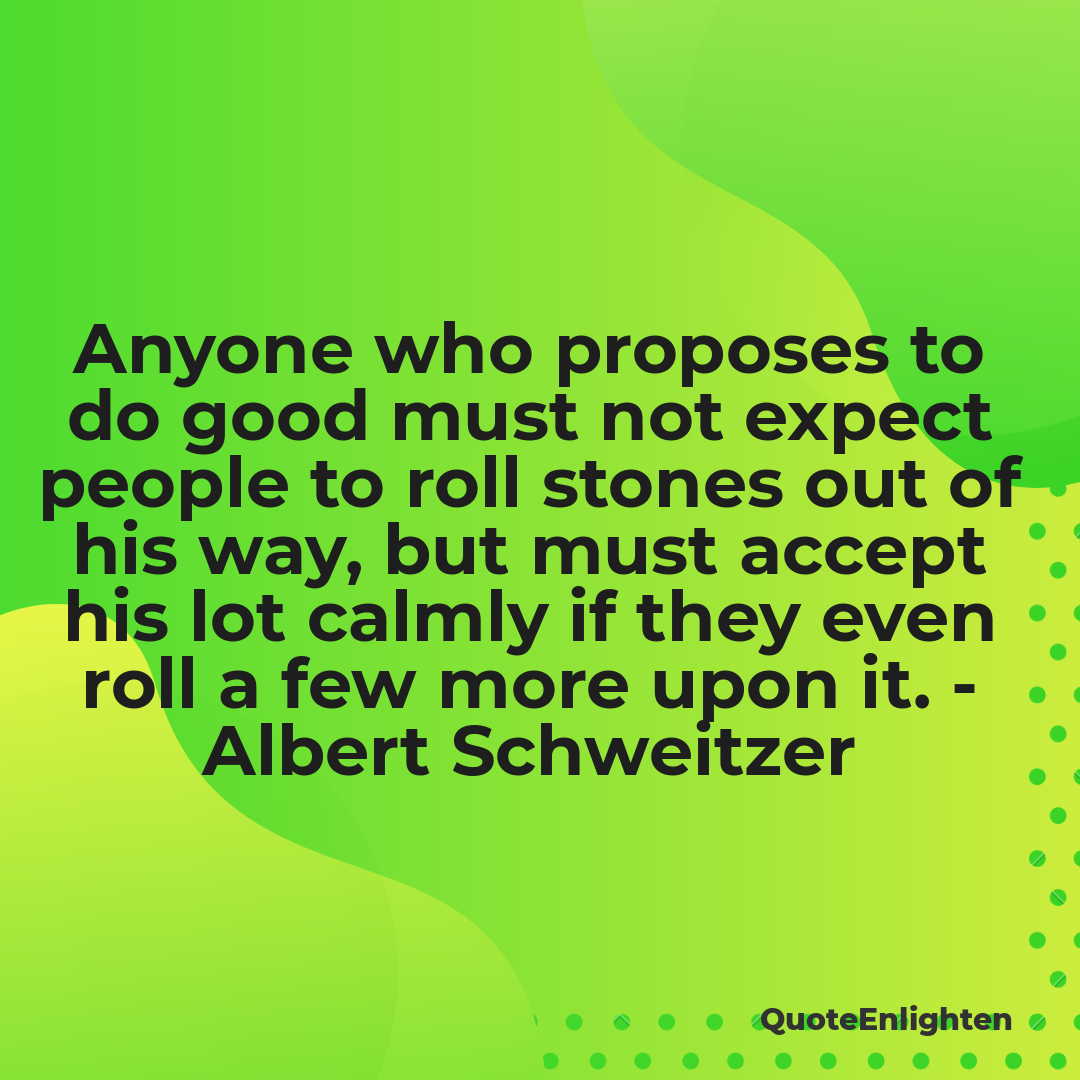 Anyone who proposes to
do good must not expect
people to roll stones out of
his way, but must accept
his lot calmly if they even
roll a few more upon it. -
Albert Schweitzer
QuoteEnlighten